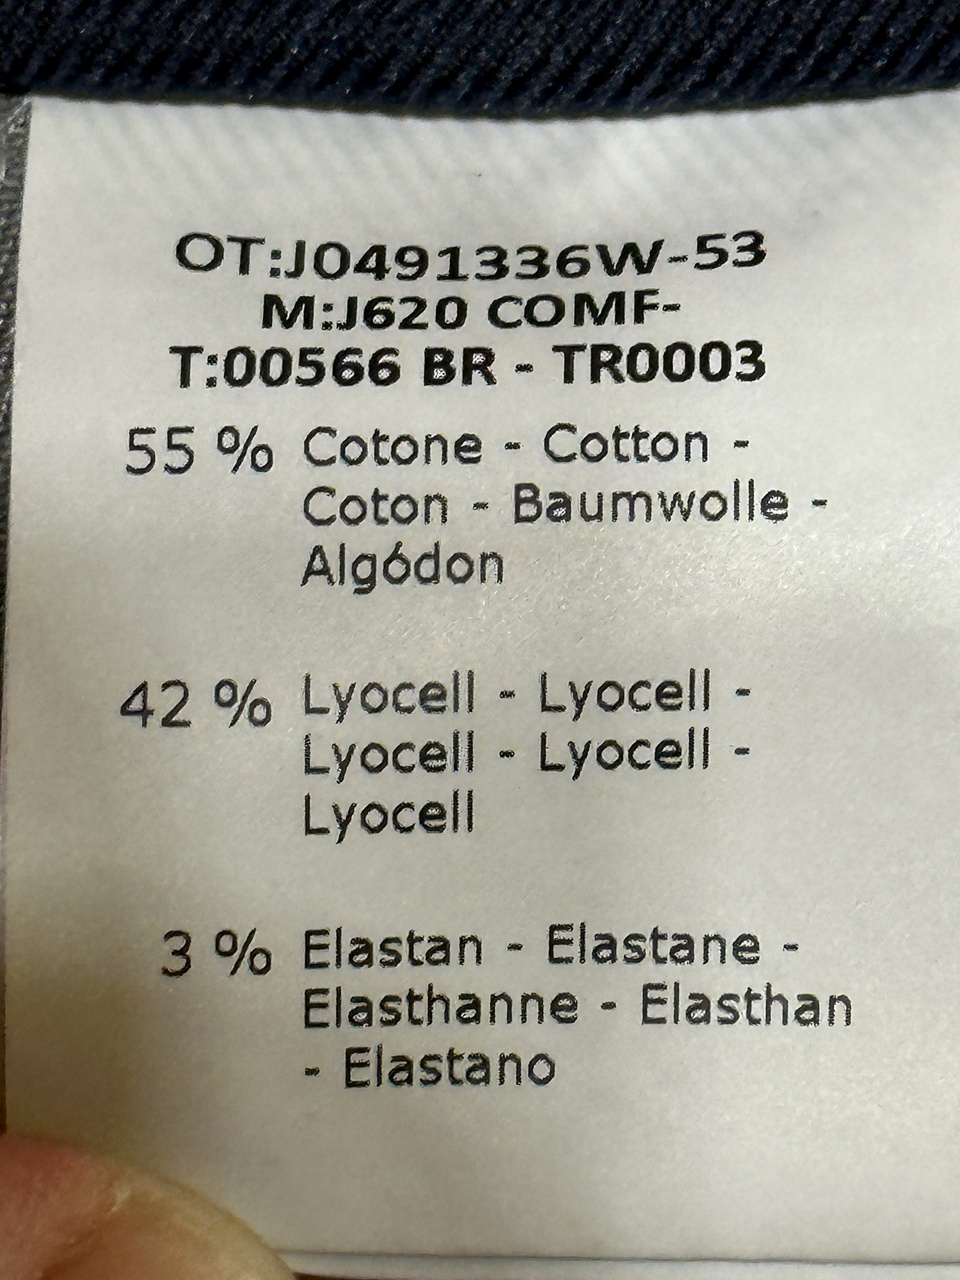 OT:J0491336W-53
M:J620 COMF-
T:00566 BR - TR0003
55 % Cotone - Cotton -
Coton - Baumwolle -
Algódon
42 % Lyocell - Lyocell -
Lyocell - Lyocell -
Lyocell
3 % Elastan - Elastane -
Elasthanne - Elasthan
- Elastano